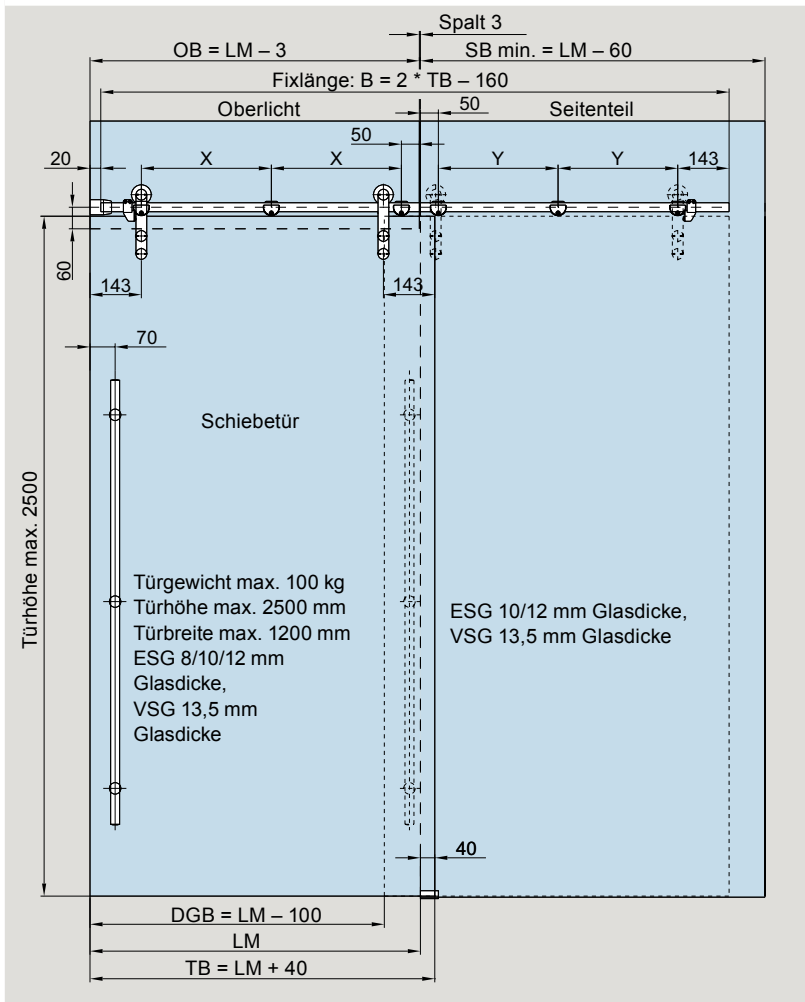 Spalt 3
OB = LM – 3
SB min. = LM – 60
Fixlänge: B = 2 * TB – 160
Oberlicht
50
Seitenteil
50
20
X
X
Y
Y
143
60
143
143
70
Schiebetür
Türhöhe max. 2500
Türgewicht max. 100 kg
Türhöhe max. 2500 mm
Türbreite max. 1200 mm
ESG 8/10/12 mm
Glasdicke,
VSG 13,5 mm
Glasdicke
ESG 10/12 mm Glasdicke,
VSG 13,5 mm Glasdicke
40
DGB = LM – 100
LM
TB = LM + 40